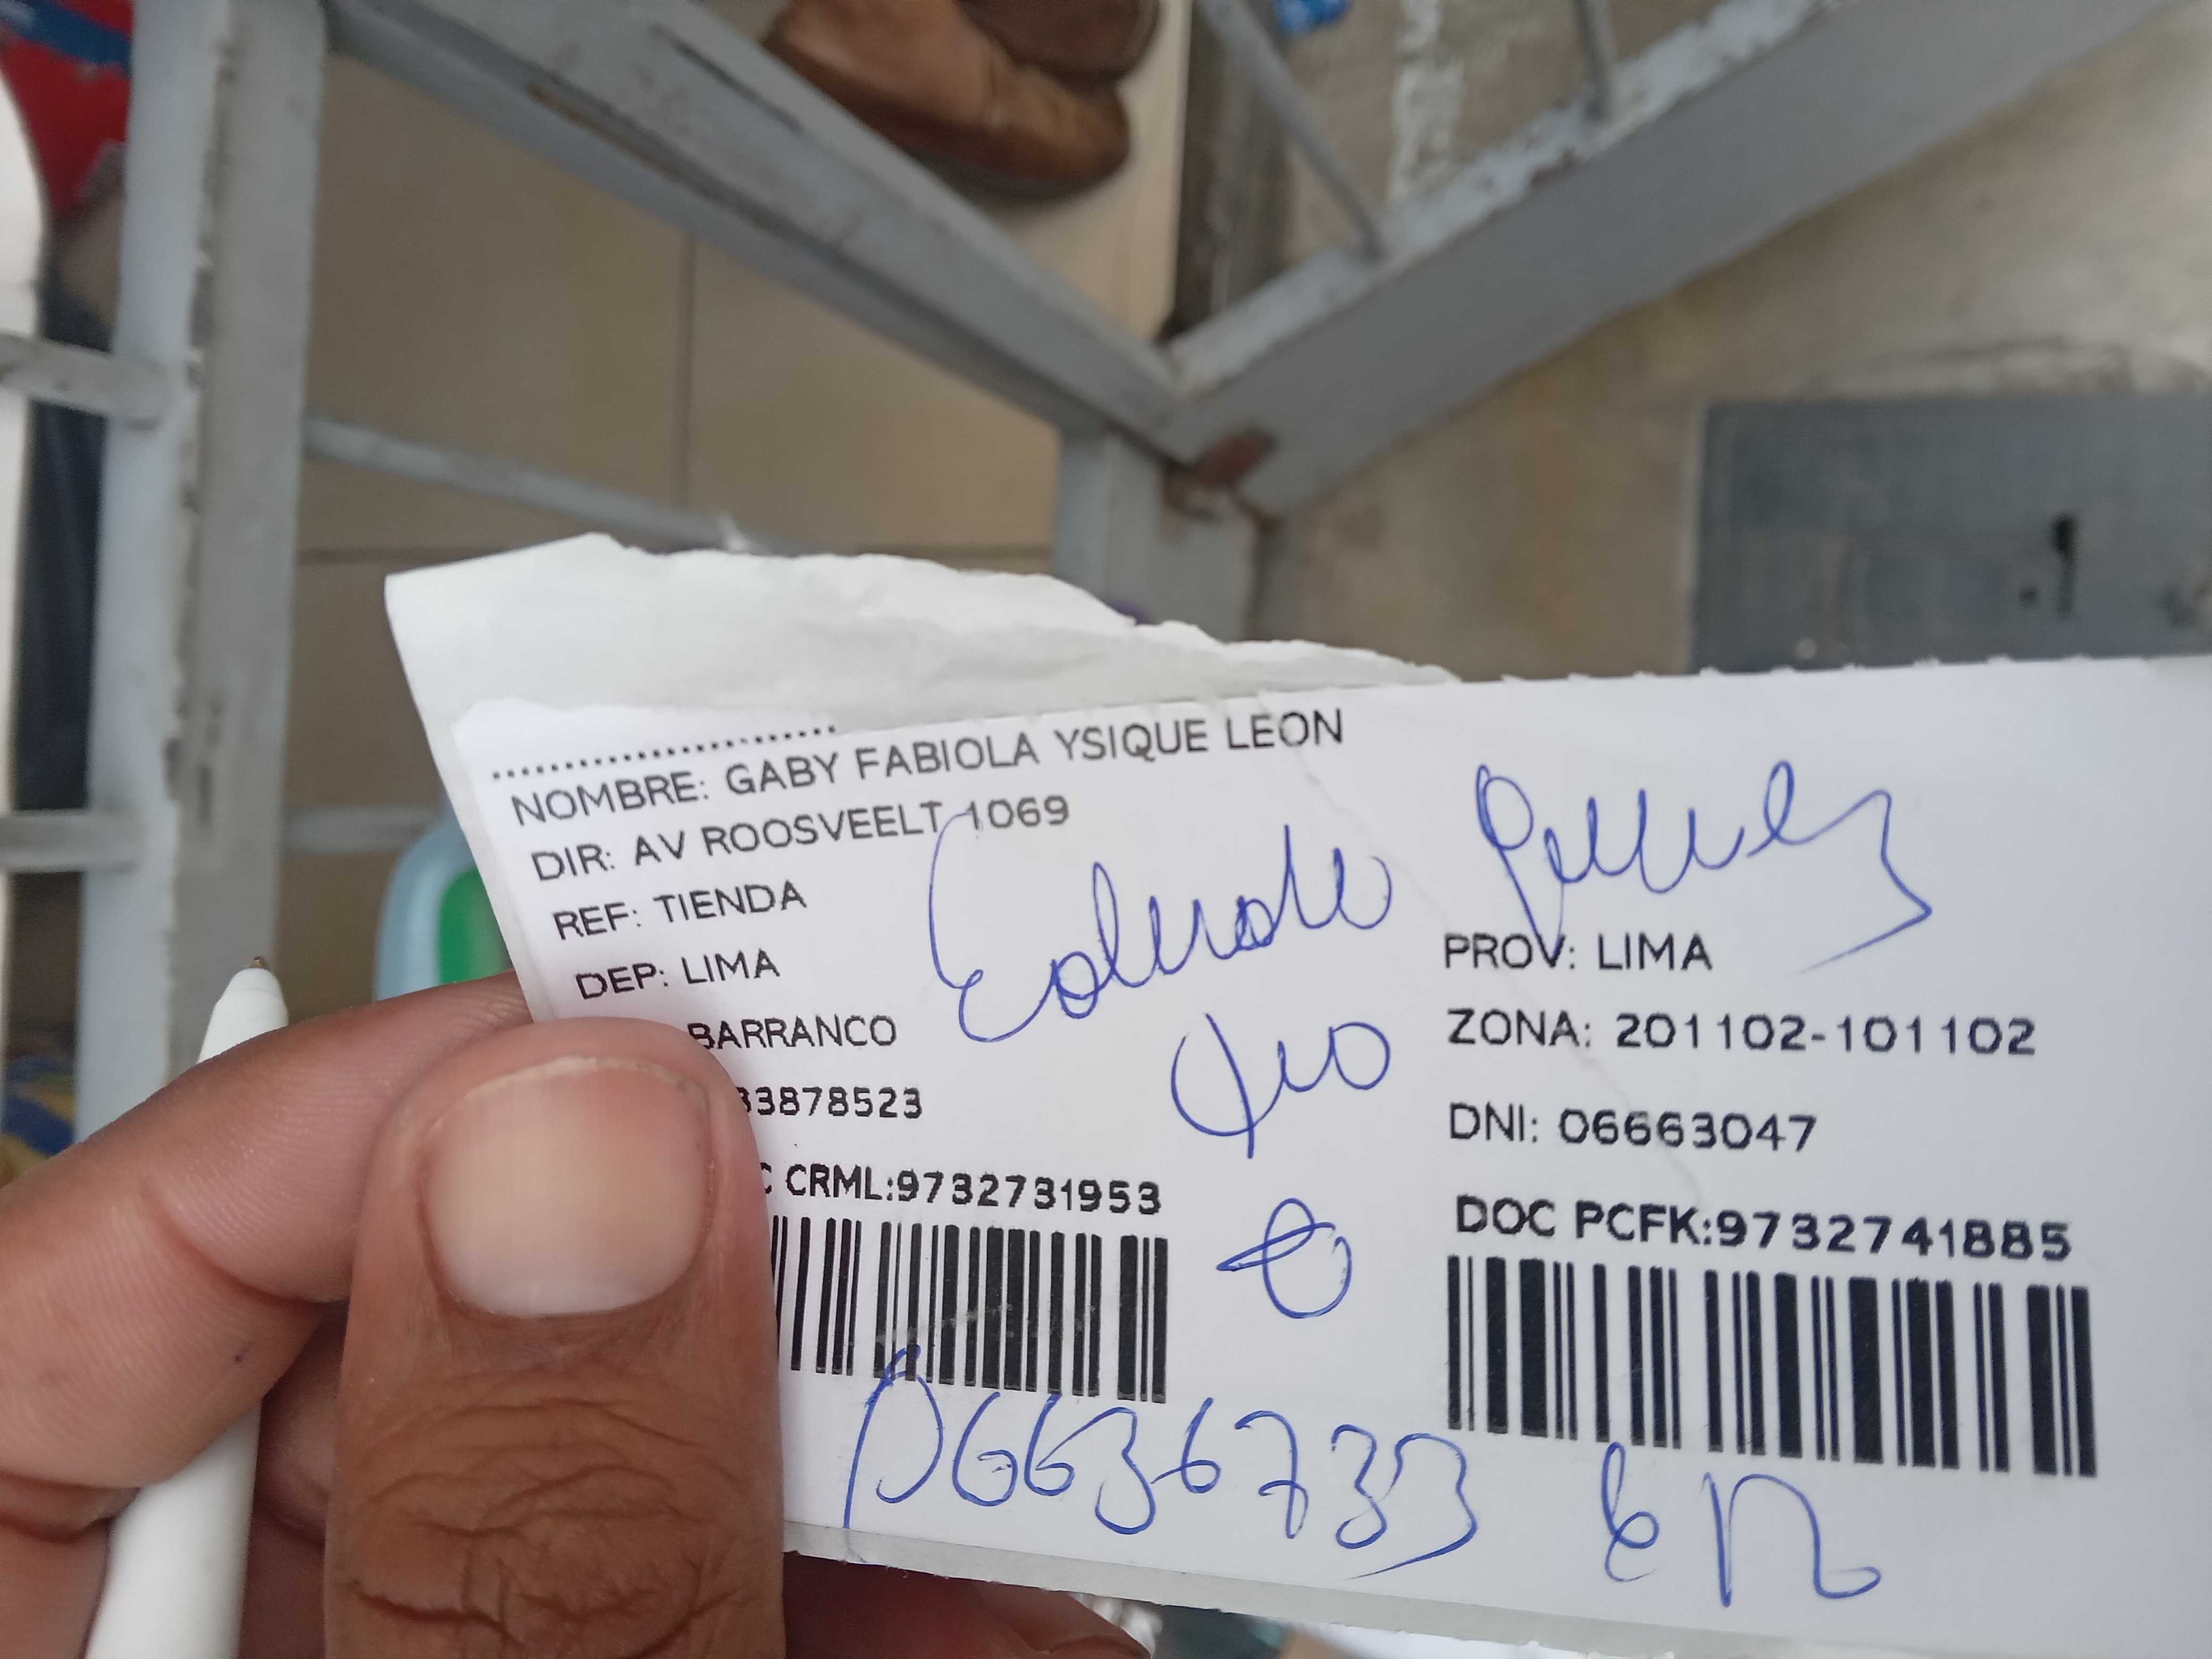 NOMBRE: GABY FABIOLA YSIQUE LEON
DIR: AV ROOSVEELT 1069
REF: TIENDA
DEP: LIMA
PROV: LIMA
BARRANCO
ZONA: 201102-101102
33878523
DNI: 06663047
C CRML:9732731953
DOC PCFK:9732741885
06636733